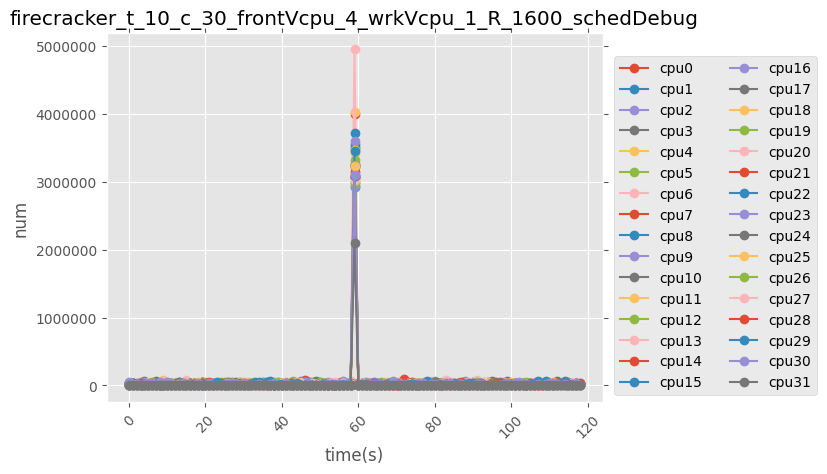 firecracker_t_10_c_30_frontVcpu_4_wrkVcpu_1_R_1600_schedDebug
5000000
4000000
3000000
2000000
1000000
0
num
0
20
40
60
80
100
120
time(s)
cpu0
cpu1
cpu2
cpu3
cpu4
cpu5
cpu6
cpu7
cpu8
cpu9
cpu10
cpu11
cpu12
cpu13
cpu14
cpu15
cpu16
cpu17
cpu18
cpu19
cpu20
cpu21
cpu22
cpu23
cpu24
cpu25
cpu26
cpu27
cpu28
cpu29
cpu30
cpu31